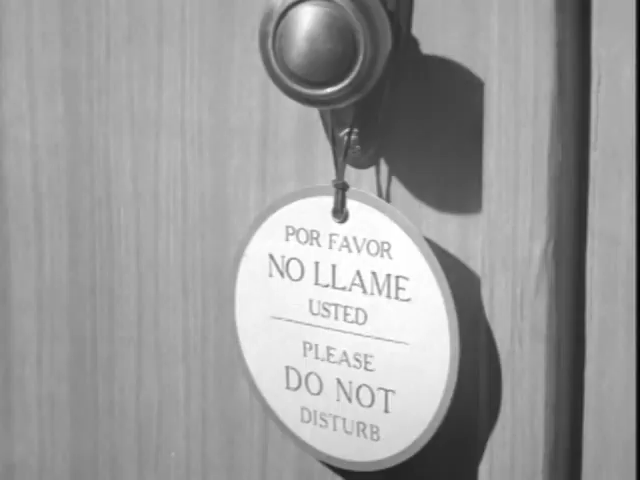 POR FAVOR
NO LLAME
USTED
PLEASE
DO NOT
DISTURB